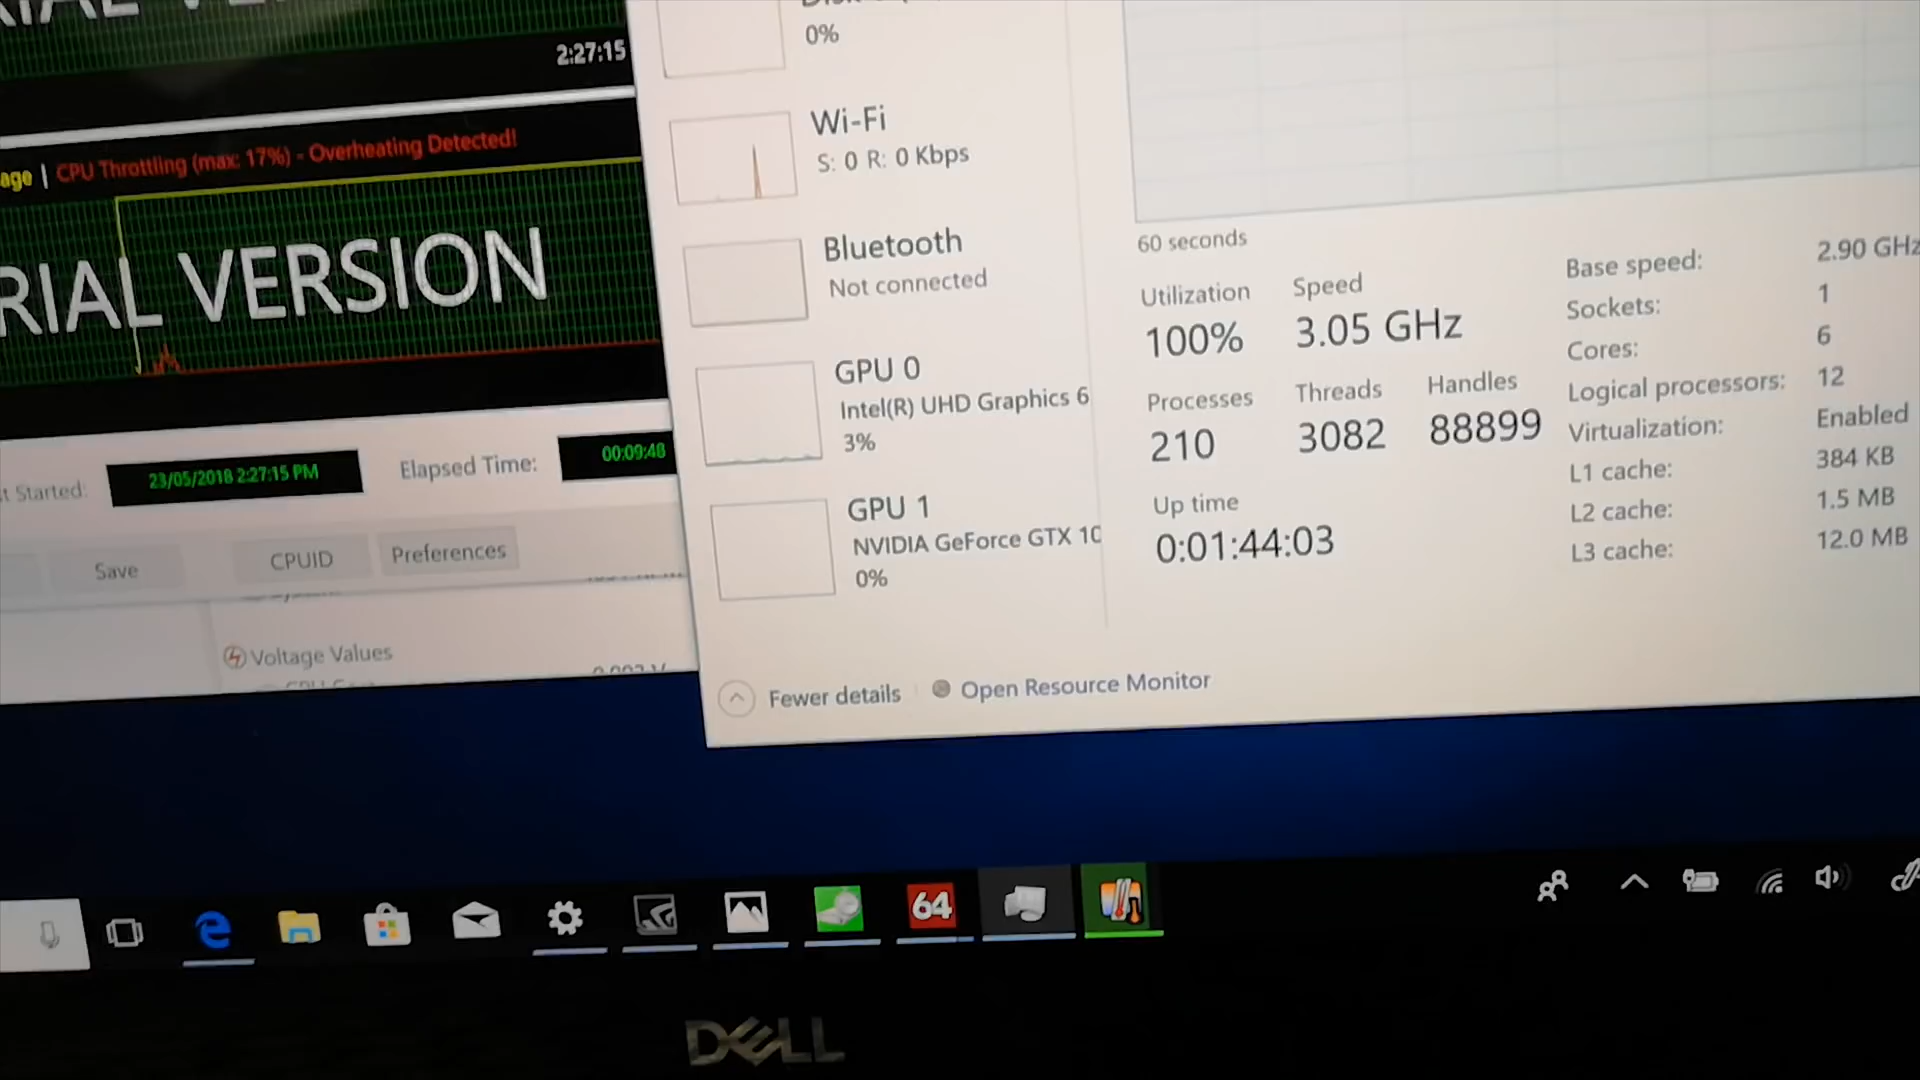 2:27:15
age | CPU Throttling (max: 17%) - Overheating Detected!
RIAL VERSION
Started:
23/05/2018 2:27:15 PM
Elapsed Time:
00:09:48
Save
CPUID
Preferences
Voltage Values
0%
Wi-Fi
S: 0 R: 0 Kbps
Bluetooth
Not connected
GPU 0
Intel(R) UHD Graphics 6
3%
GPU 1
NVIDIA GeForce GTX 10
0%
60 seconds
Utilization
100%
Speed
3.05 GHz
Processes
210
Threads
3082
Handles
88899
Up time
0:01:44:03
Base speed: 2.90 GHz
Sockets: 1
Cores: 6
Logical processors: 12
Virtualization: Enabled
L1 cache: 384 KB
L2 cache: 1.5 MB
L3 cache: 12.0 MB
Fewer details
Open Resource Monitor
64
DELL